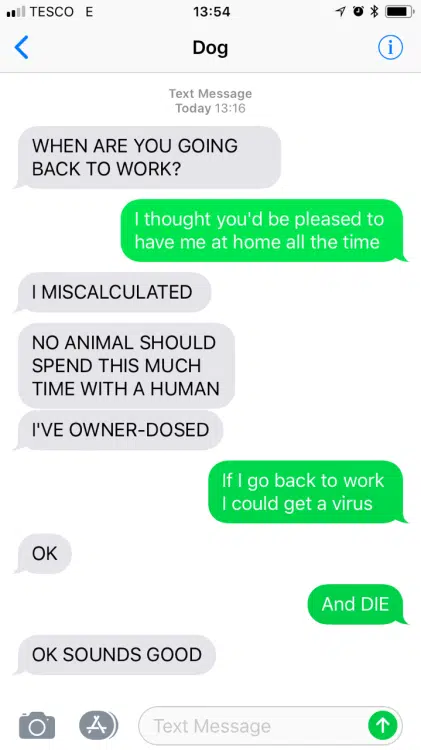 TESCO E 13:54
Dog
Text Message
Today 13:16
WHEN ARE YOU GOING
BACK TO WORK?
I thought you'd be pleased to
have me at home all the time
I MISCALCULATED
NO ANIMAL SHOULD
SPEND THIS MUCH
TIME WITH A HUMAN
I'VE OWNER-DOSED
If I go back to work
I could get a virus
OK
And DIE
OK SOUNDS GOOD
Text Message